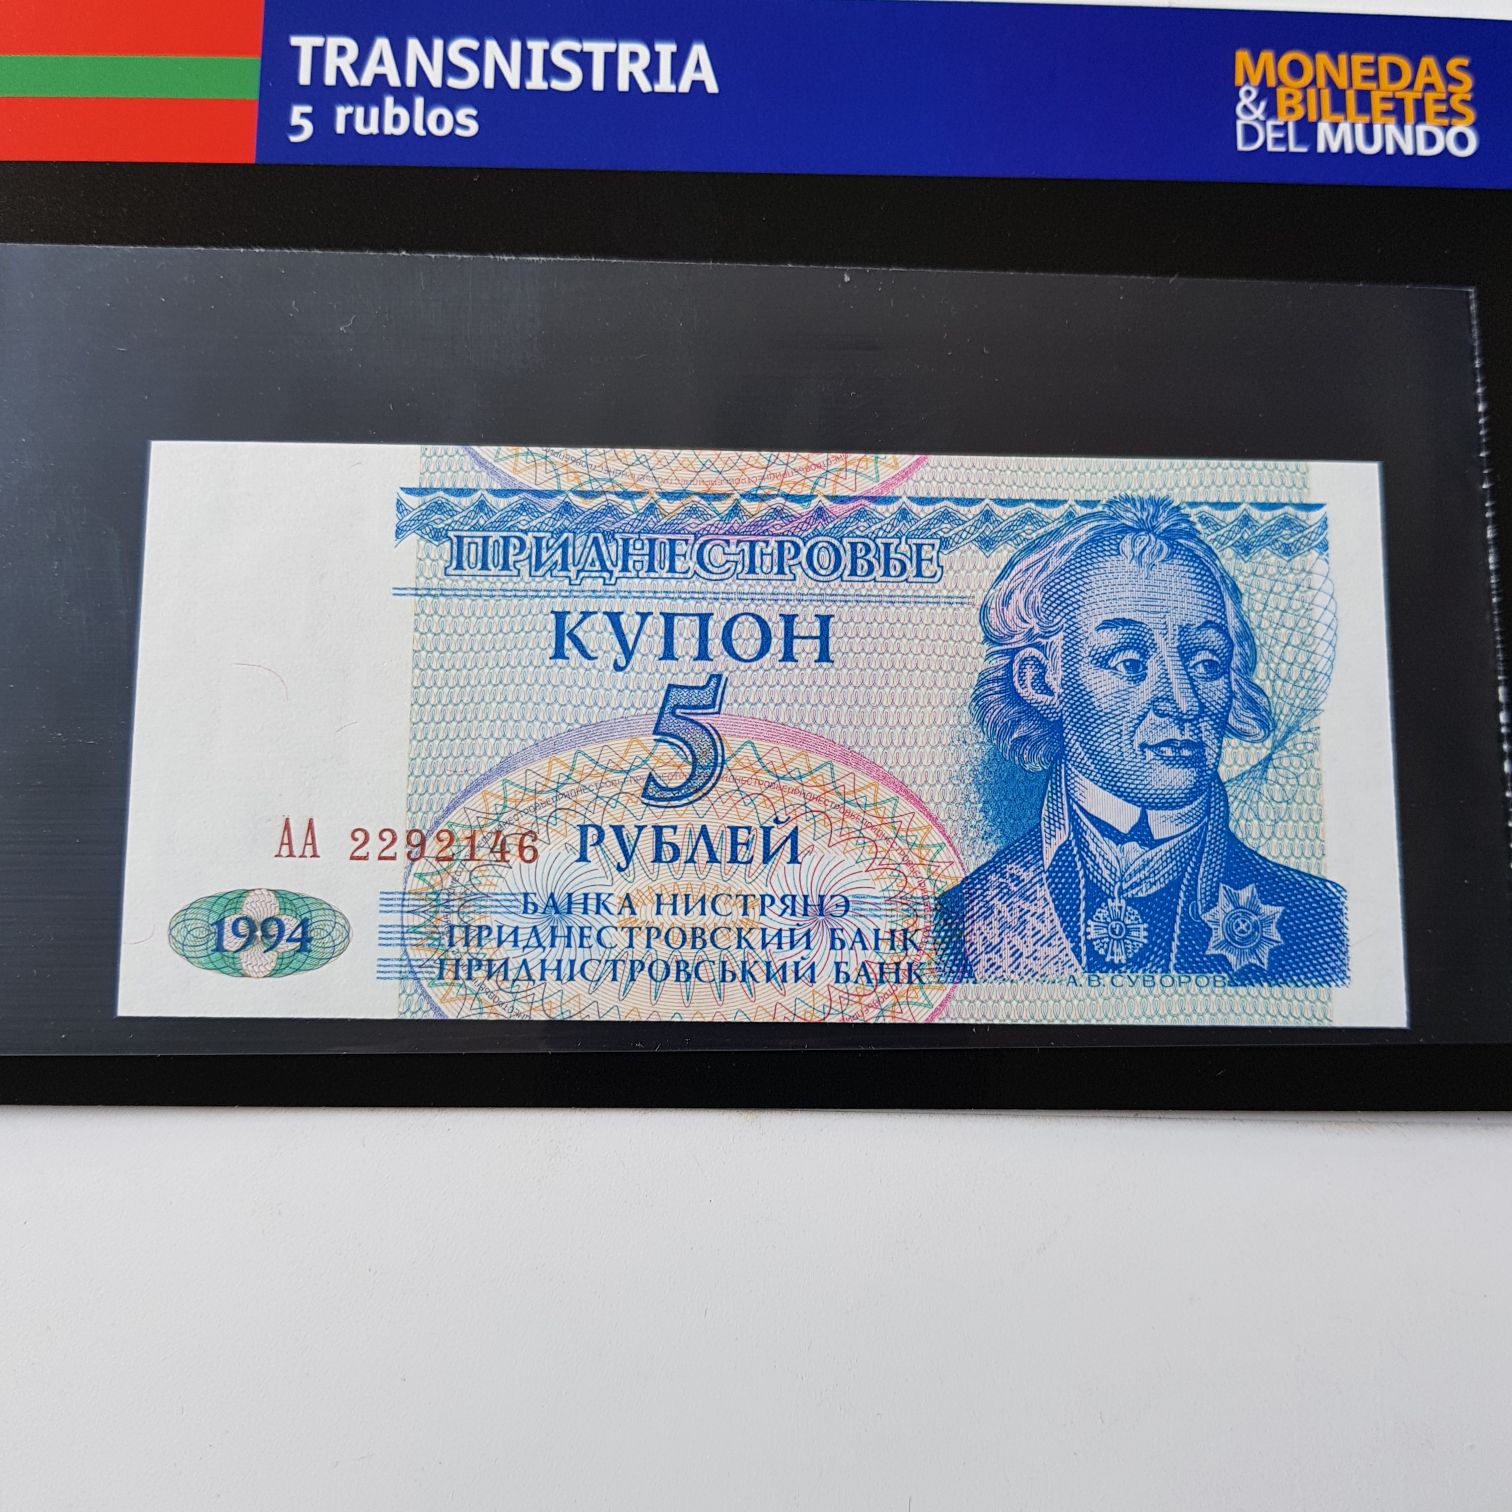 TRANSNISTRIA
5 rublos
MONEDAS
& BILLETES
DEL MUNDO
ПРИДНЕСТРОВЬЕ
КУПОН
5
РУБЛЕЙ
АА 2292146
1994
БАНКА НИСТРЯНЭ
ПРИДНЕСТРОВСКИЙ БАНК
ПРИДНІСТРОВСЬКИЙ БАНК
А.В.СУВОРОВ